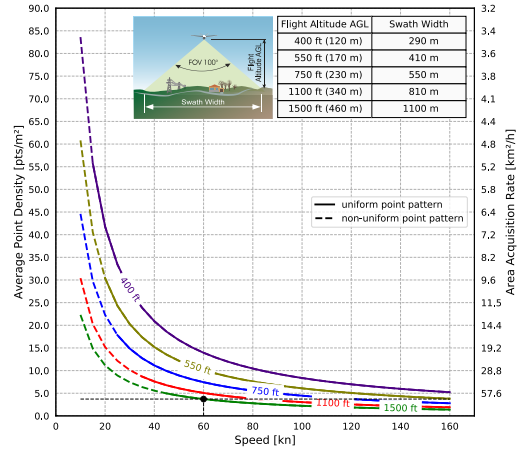 90.0
85.0
80.0
75.0
70.0
65.0
60.0
55.0
50.0
45.0
40.0
35.0
30.0
25.0
20.0
15.0
10.0
5.0
0.0
Average Point Density [pts/m²]
3.2
3.4
3.6
3.8
4.1
4.4
4.8
5.2
5.8
6.4
7.2
8.2
9.6
11.5
14.4
19.2
28.8
57.6
Area Acquisition Rate [km²/h]
FOV 100°
Flight
Altitude AGL
Swath Width
Flight Altitude AGL Swath Width
400 ft (120 m) 290 m
550 ft (170 m) 410 m
750 ft (230 m) 550 m
1100 ft (340 m) 810 m
1500 ft (460 m) 1100 m
uniform point pattern
non-uniform point pattern
400 ft
550 ft
750 ft
1100 ft
1500 ft
0 20 40 60 80 100 120 140 160
Speed [kn]